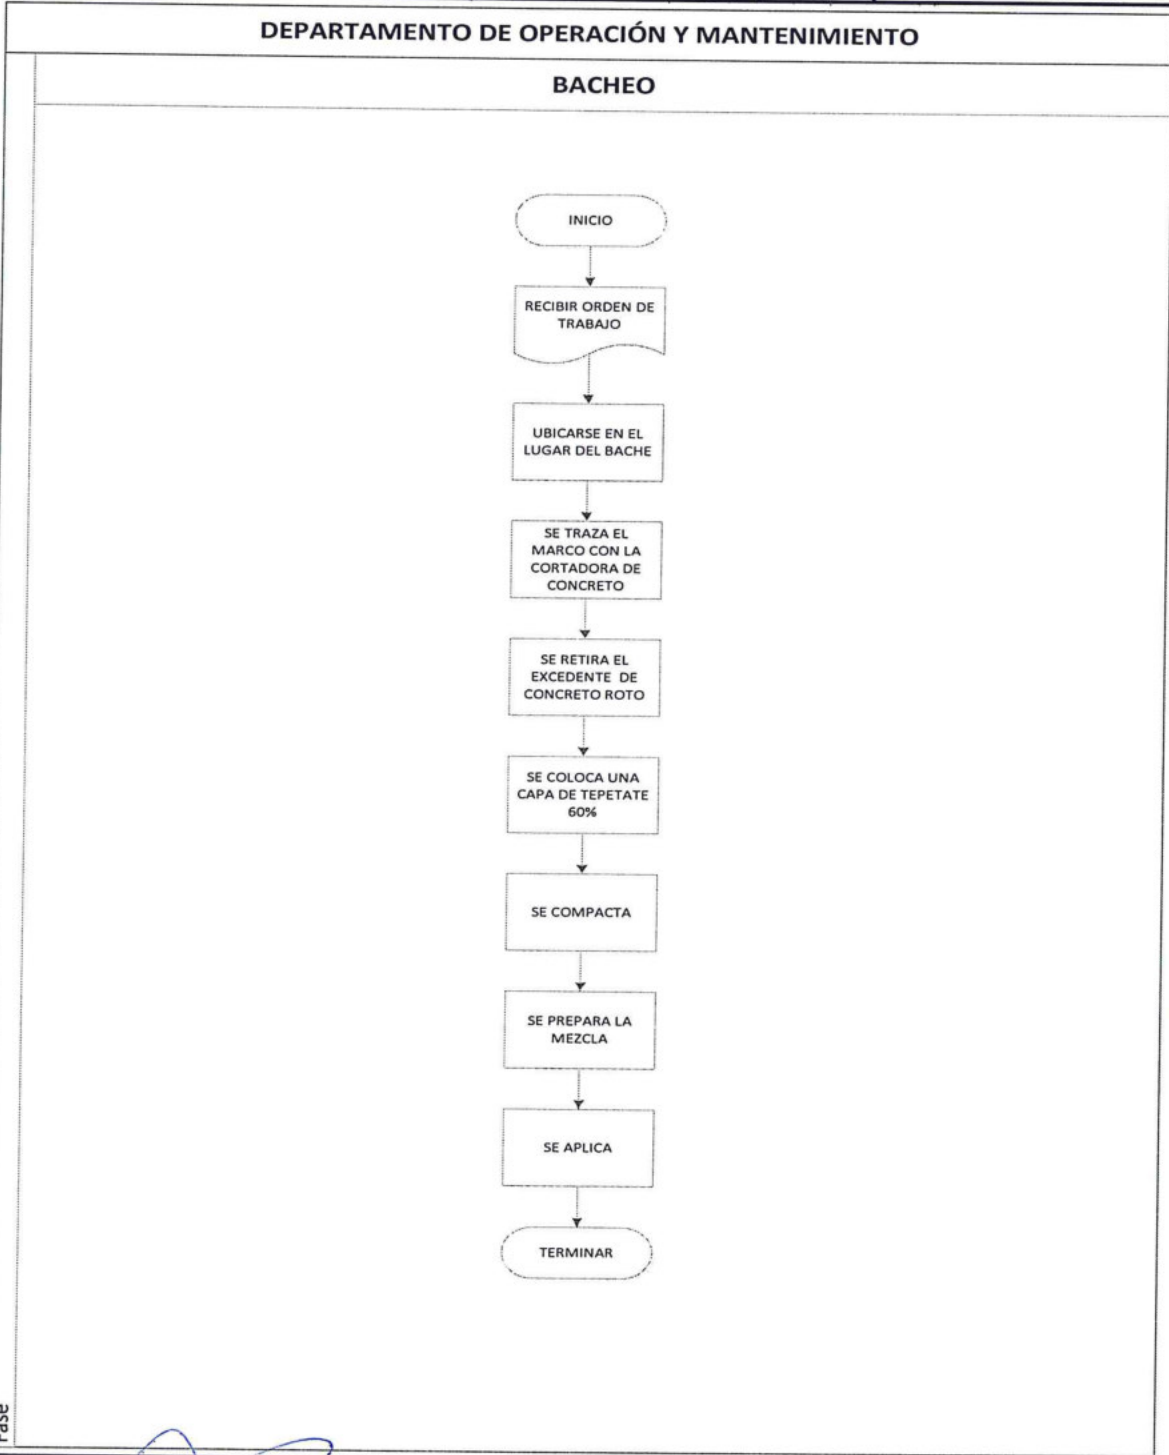 DEPARTAMENTO DE OPERACIÓN Y MANTENIMIENTO
BACHEO
INICIO
RECIBIR ORDEN DE
TRABAJO
UBICARSE EN EL
LUGAR DEL BACHE
SE TRAZA EL
MARCO CON LA
CORTADORA DE
CONCRETO
SE RETIRA EL
EXCEDENTE DE
CONCRETO ROTO
SE COLOCA UNA
CAPA DE TEPETATE
60%
SE COMPACTA
SE PREPARA LA
MEZCLA
SE APLICA
TERMINAR
Fase